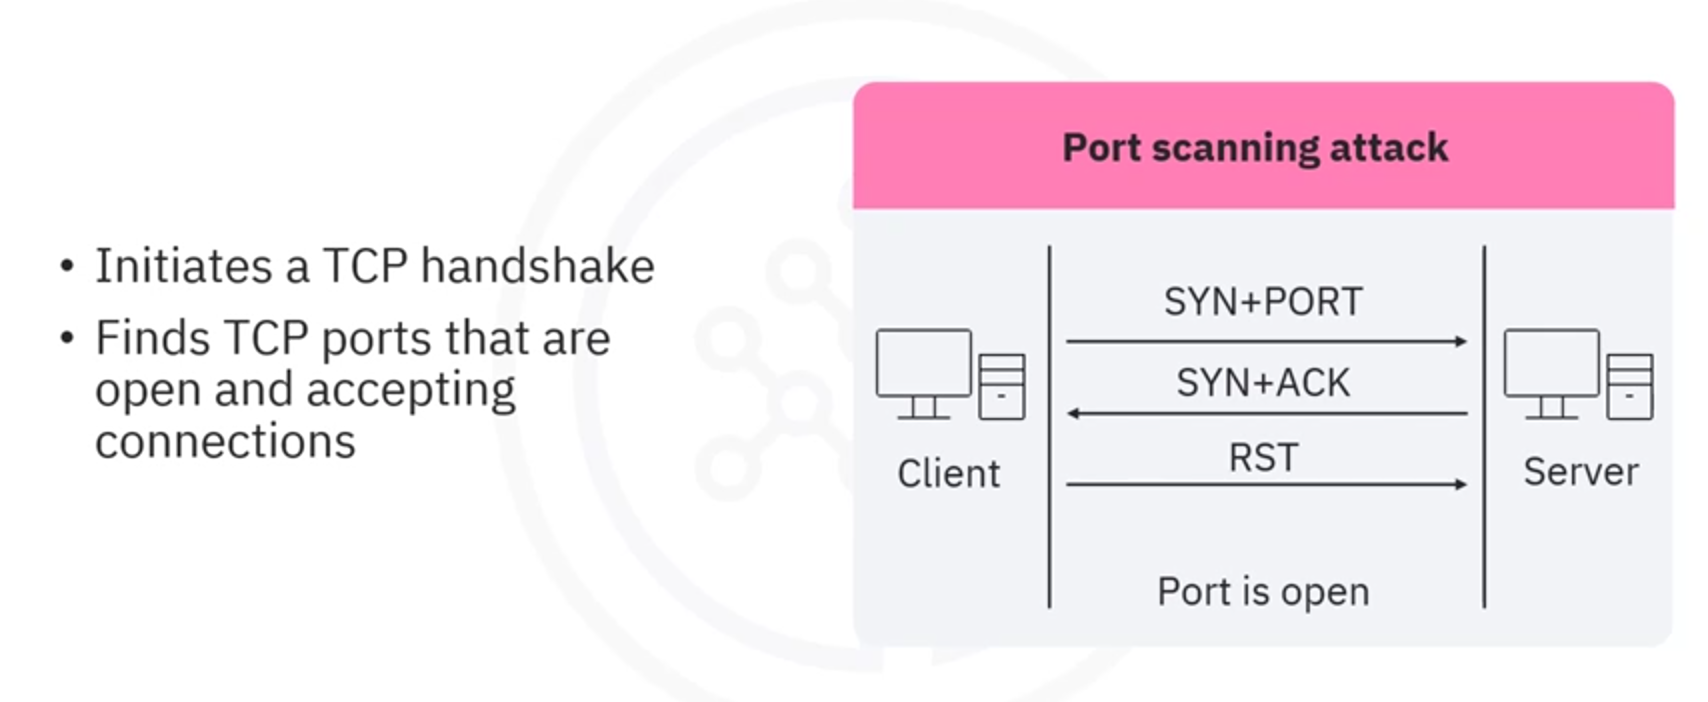 • Initiates a TCP handshake
• Finds TCP ports that are
open and accepting
connections
Port scanning attack
SYN+PORT
SYN+ACK
RST
Client
Server
Port is open